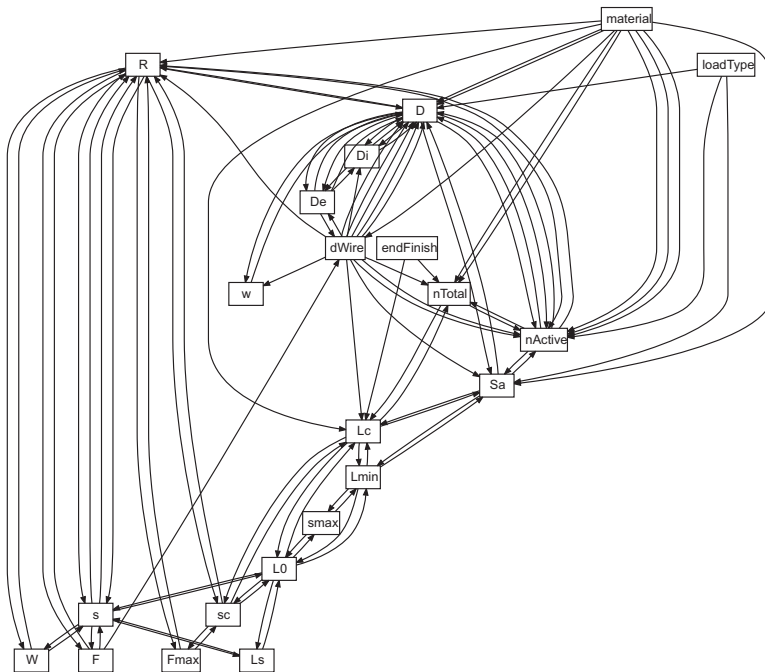 material
R
loadType
D
Di
De
dWire
endFinish
w
nTotal
nActive
Sa
Lc
Lmin
smax
L0
s
sc
W
F
Fmax
Ls